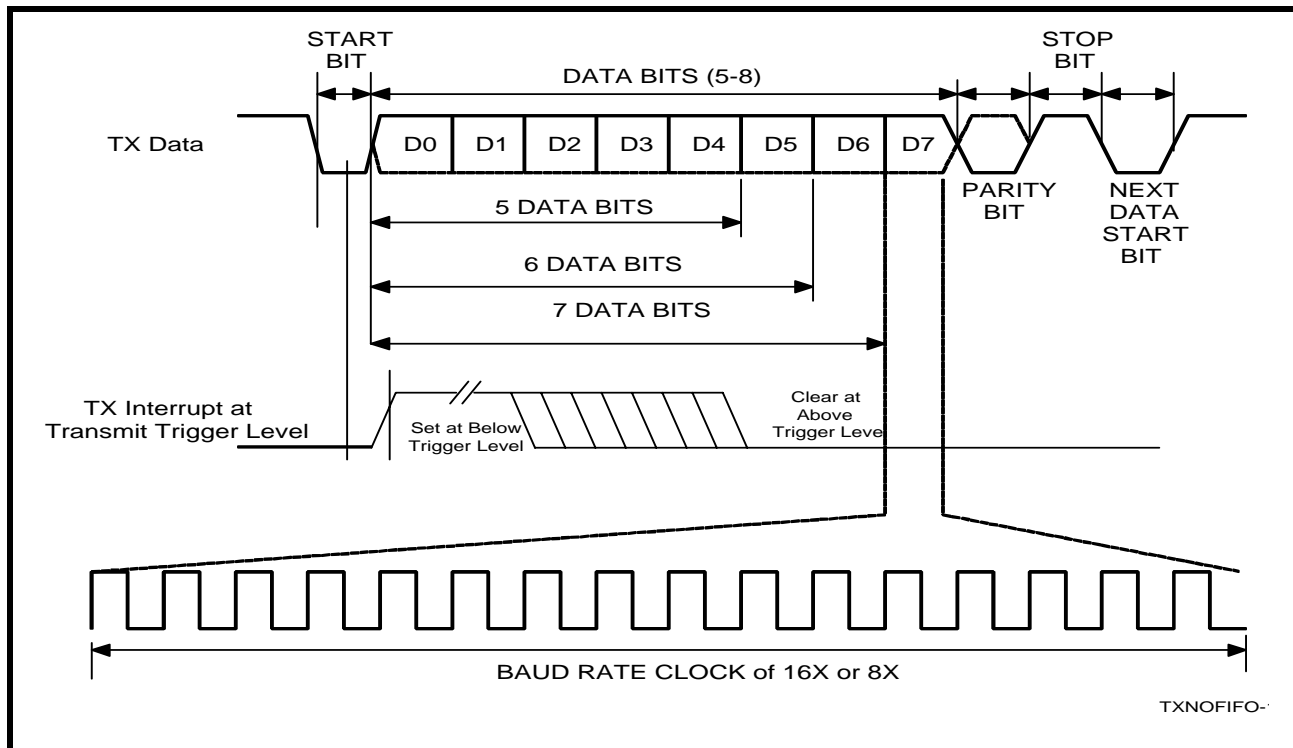 START
BIT
DATA BITS (5-8)
STOP
BIT
TX Data
D0 D1 D2 D3 D4 D5 D6 D7
PARITY
BIT
NEXT
DATA
START
BIT
5 DATA BITS
6 DATA BITS
7 DATA BITS
TX Interrupt at
Transmit Trigger Level
Set at Below
Trigger Level
Clear at
Above
Trigger Leve
BAUD RATE CLOCK of 16X or 8X
TXNOFIFO-